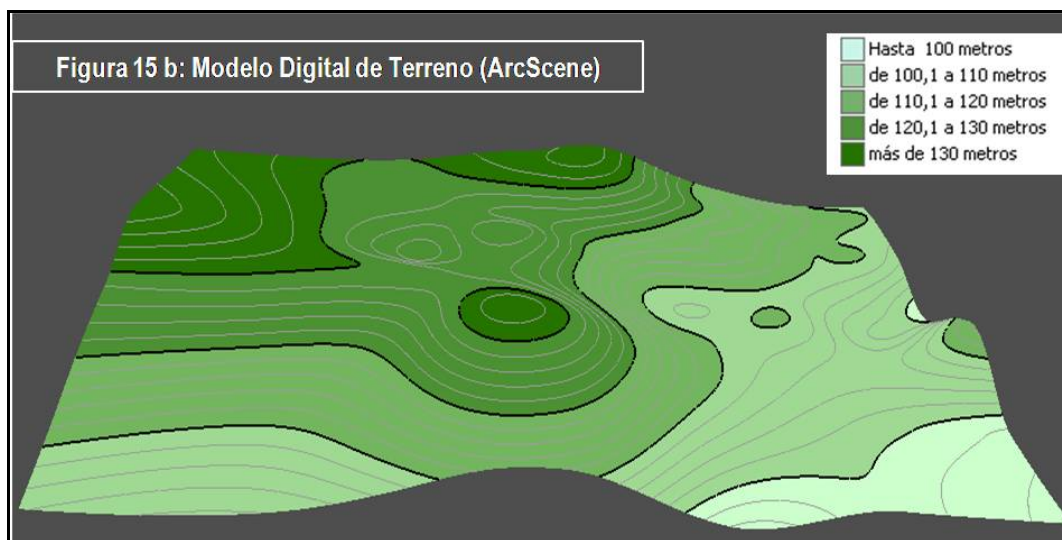 Figura 15 b: Modelo Digital de Terreno (ArcScene)
Hasta 100 metros
de 100,1 a 110 metros
de 110,1 a 120 metros
de 120,1 a 130 metros
más de 130 metros